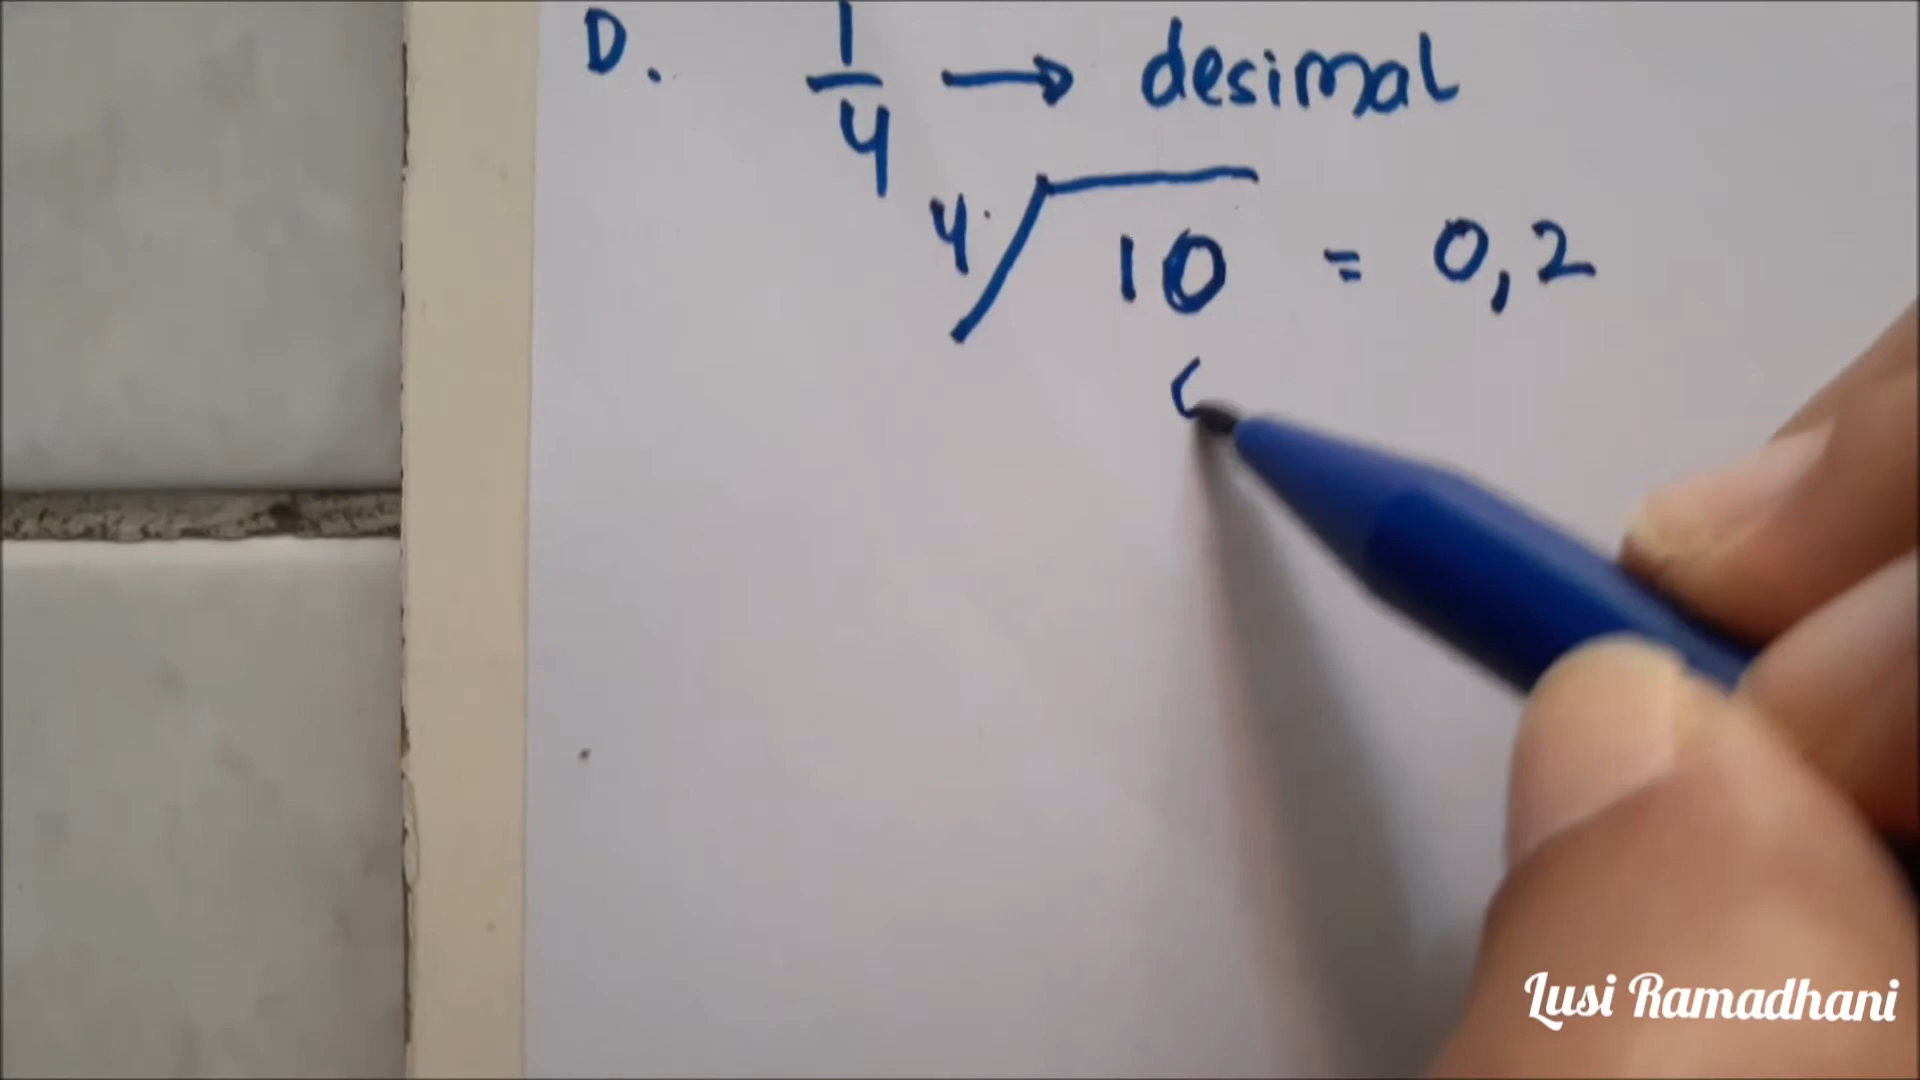 D. 1/4 → desimal
4 10 = 0,2
Lusi Ramadhani